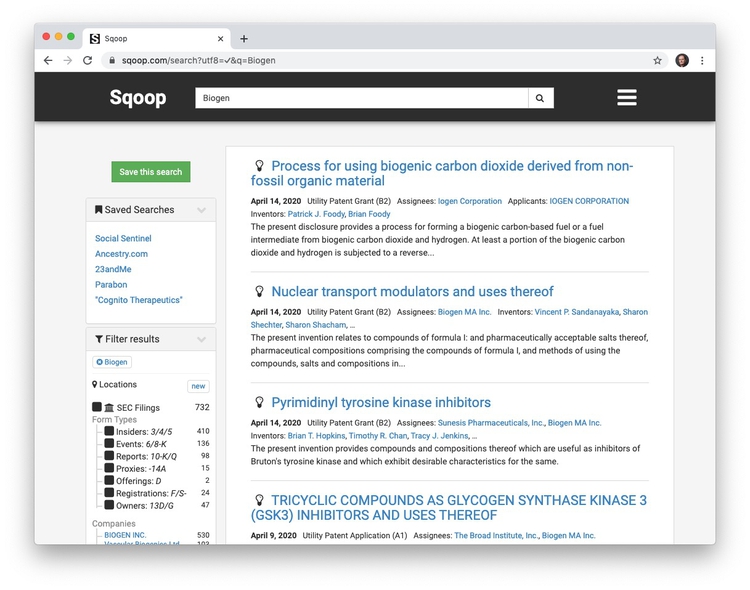 Sqoop
sqoop.com/search?utf8=✓&q=Biogen
Sqoop
Biogen
Save this search
Saved Searches
Social Sentinel
Ancestry.com
23andMe
Parabon
"Cognito Therapeutics"
Filter results
Biogen
Locations
new
SEC Filings 732
Form Types
Insiders: 3/4/5 410
Events: 6/8-K 136
Reports: 10-K/Q 98
Proxies: -14A 15
Offerings: D 2
Registrations: F/S- 24
Owners: 13D/G 47
Companies
BIOGEN INC. 530
Process for using biogenic carbon dioxide derived from non-
fossil organic material
April 14, 2020 Utility Patent Grant (B2) Assignees: Iogen Corporation Applicants: IOGEN CORPORATION
Inventors: Patrick J. Foody, Brian Foody
The present disclosure provides a process for forming a biogenic carbon-based fuel or a fuel
intermediate from biogenic carbon dioxide and hydrogen. At least a portion of the biogenic carbon
dioxide and hydrogen is subjected to a reverse...
Nuclear transport modulators and uses thereof
April 14, 2020 Utility Patent Grant (B2) Assignees: Biogen MA Inc. Inventors: Vincent P. Sandanayaka, Sharon
Shechter, Sharon Shacham, ...
The present invention relates to compounds of formula I: and pharmaceutically acceptable salts thereof,
pharmaceutical compositions comprising the compounds of formula I, and methods of using the
compounds, salts and compositions in...
Pyrimidinyl tyrosine kinase inhibitors
April 14, 2020 Utility Patent Grant (B2) Assignees: Sunesis Pharmaceuticals, Inc., Biogen MA Inc.
Inventors: Brian T. Hopkins, Timothy R. Chan, Tracy J. Jenkins, ...
The present invention provides compounds and compositions thereof which are useful as inhibitors of
Bruton's tyrosine kinase and which exhibit desirable characteristics for the same.
TRICYCLIC COMPOUNDS AS GLYCOGEN SYNTHASE KINASE 3
(GSK3) INHIBITORS AND USES THEREOF
April 9, 2020 Utility Patent Application (A1) Assignees: The Broad Institute, Inc., Biogen MA Inc.